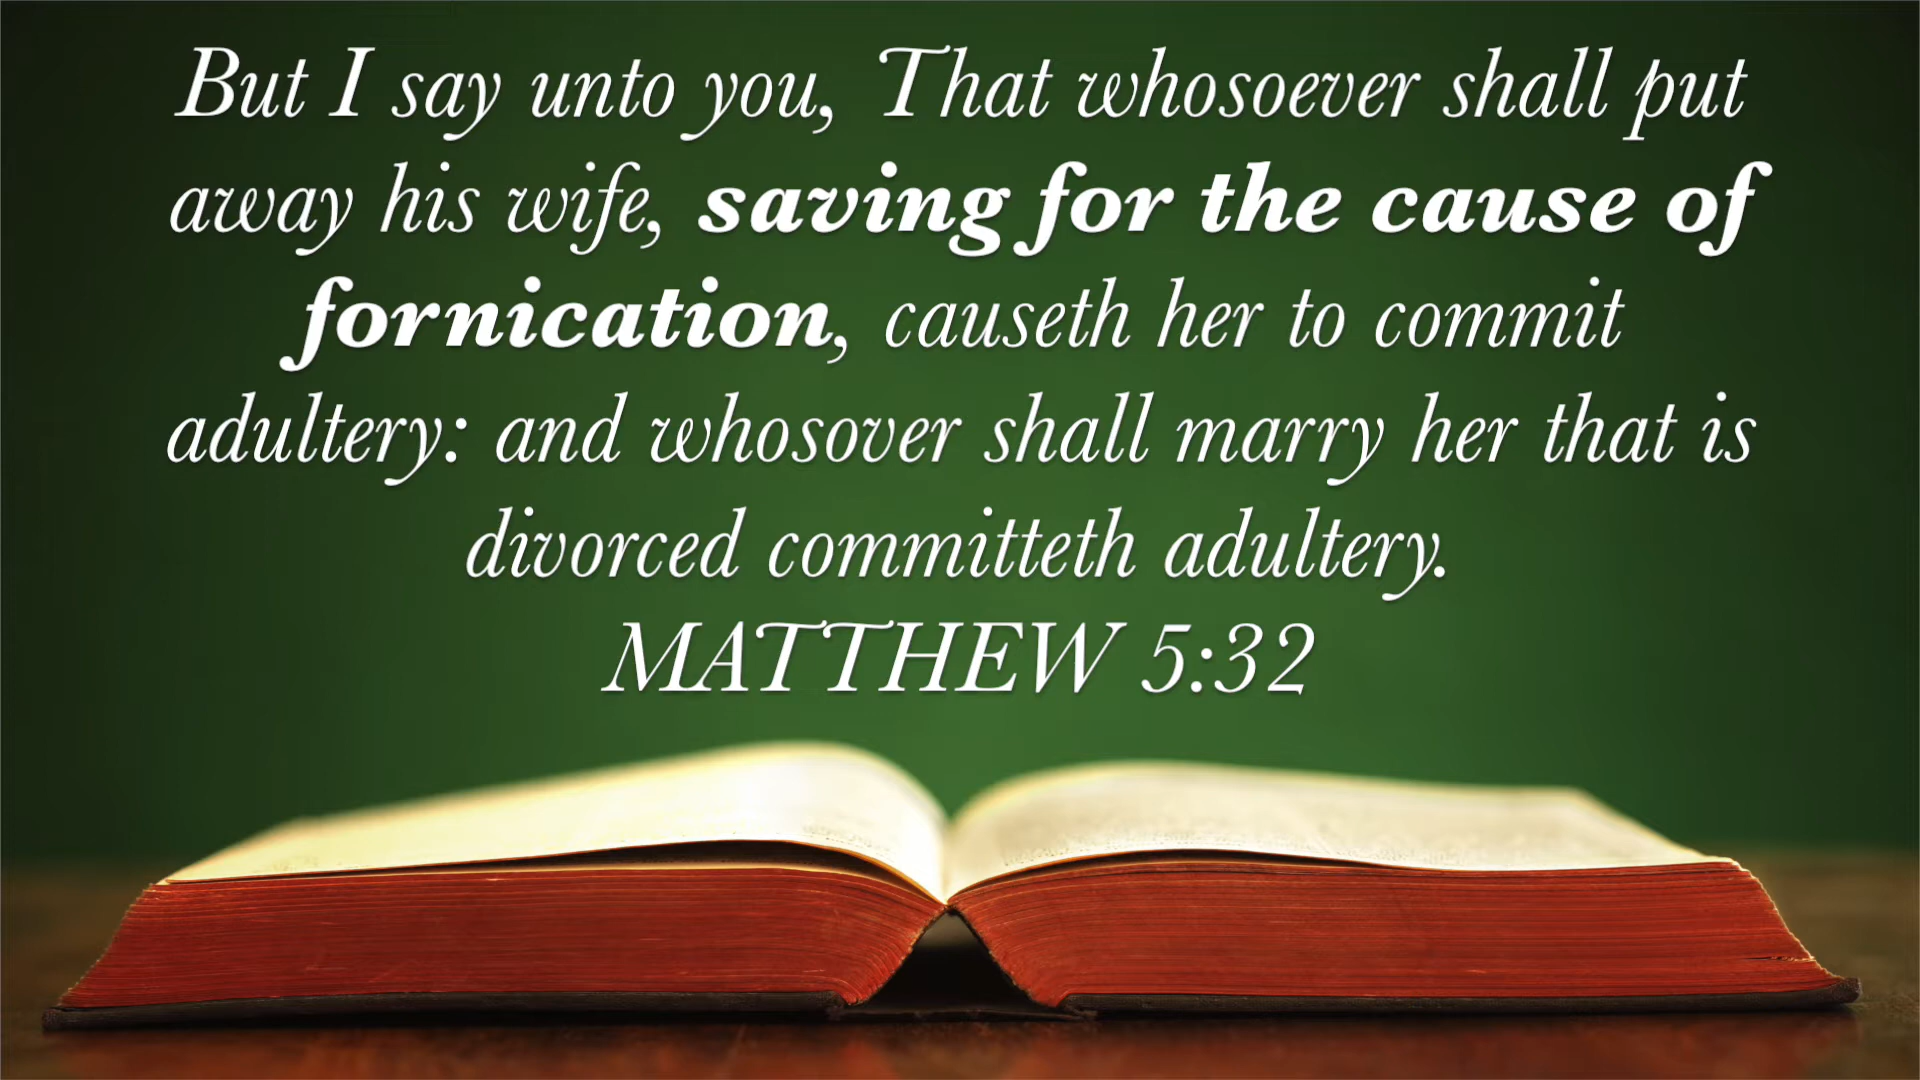 But I say unto you, That whosoever shall put
away his wife, saving for the cause of
fornication, causeth her to commit
adultery: and whosover shall marry her that is
divorced committeth adultery.
MATTHEW 5:32